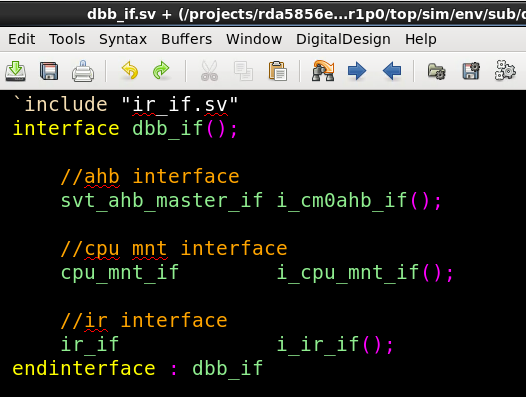 dbb_if.sv + (/projects/rda5856e...r1p0/top/sim/env/sub/
Edit Tools Syntax Buffers Window DigitalDesign Help
`include "ir_if.sv"
interface dbb_if();
//ahb interface
svt_ahb_master_if i_cm0ahb_if();
//cpu mnt interface
cpu_mnt_if i_cpu_mnt_if();
//ir interface
ir_if i_ir_if();
endinterface : dbb_if